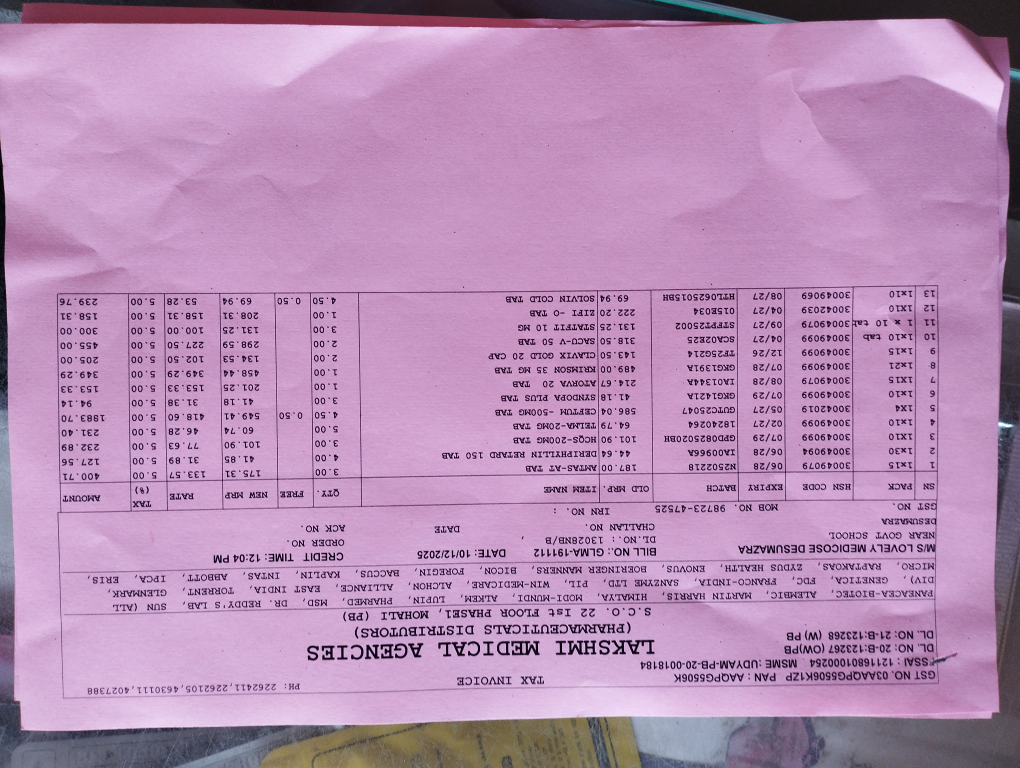 TAX INVOICE
PH: 2262411,2262105,4630111,4027388
GST NO. 03AAQPG5506K1ZP PAN : AAQPG5506K
FSSAI : 12116801000254 MSME :UDYAM-PB-20-0018184
DL. NO: 20-B:123267 (OW)PB
DL. NO: 21-B:123268 (W) PB
LAKSHMI MEDICAL AGENCIES
(PHARMACEUTICALS DISTRIBUTORS)
S.C.O. 22 1st FLOOR PHASE1, MOHALI (PB)
PANACEA-BIOTEC, ALEMBIC, MARTIN HARRIS, HIMALYA, MODI-MUNDI, ALKEM, LUPIN, PHARMED, MSD, DR. REDDY'S LAB, SUN (ALL
DIV), GENETICA, FDC, FRANCO-INDIA, SANZYME LTD, PIL, WIN-MEDICARE, ALCHON, ALLIANCE, EAST INDIA, TORRENT, GLENMARK,
MICRO, RAPTAKOAS, ZYDUS HEALTH, ENOVUS, BOERINGER MANNERS, BICON, FOREGIN, BACCUS, KAPLIN, INTAS, ABBOTT, IPCA, ERIS,
M/S LOVELY MEDICOSE DESUMAZRA BILL NO.: GLMA-191112 DATE: 10/12/2025 CREDIT TIME: 12:04 PM
NEAR GOVT SCHOOL DL.NO.: 13028NB/B , ORDER NO.
DESUMAZRA CHALLAN NO. DATE ACK NO.
GST NO. MOB NO. 98723-47525 IRN NO. :
SN PACK HSN CODE EXPIRY BATCH OLD MRP. ITEM NAME QTY. FREE NEW MRP RATE TAX (%) AMOUNT
1 1x15 30049079 06/28 N2502218 187.00 AMTAS-AT TAB 3.00 175.31 133.57 5.00 400.71
2 1x30 30049094 06/28 IA00A966A 44.64 DERIPHYLLIN RETARD 150 TAB 4.00 41.85 31.89 5.00 127.56
3 1X10 30049099 07/29 GPD082508 20SBH 101.90 HCQS-200MG TAB 3.00 101.90 77.63 5.00 232.89
4 1x10 30049099 02/27 18240264 64.79 TELMA-20MG TAB 5.00 60.74 46.28 5.00 231.40
5 1X4 30042019 05/27 GUTC25047 586.04 CEFTUM -500MG TAB 4.50 0.50 549.41 418.60 5.00 1883.70
6 1x10 30049099 07/28 GKG1421A 41.18 SYNDOPA PLUS TAB 3.00 41.18 31.38 5.00 94.14
7 1X15 30049079 08/28 IA01344A 214.67 ATORVA 20 TAB 1.00 201.25 153.33 5.00 153.33
8 1x21 30049099 07/28 GKG1391A 489.00 KRIMSON 35 MG TAB 1.00 458.44 349.29 5.00 349.29
9 1x15 30049099 12/26 TPZ5G214 143.50 CLAVIX GOLD 20 CAP 2.00 134.53 102.50 5.00 205.00
10 1x10 tab 30049099 04/27 SCAO2825 318.50 SACU-V-50 TAB 2.00 298.59 227.50 5.00 455.00
11 1 x 10 tab 30049079 09/27 STPPT25002 131.25 STATFIT 10 MG 3.00 131.25 100.00 5.00 300.00
12 1X10 30042039 04/27 0158E034 222.20 ZIFI -O- TAB 1.00 208.31 158.31 5.00 158.31
13 1x10 30049069 08/27 HTL062501SBH 69.94 SOLVIN COLD TAB 4.50 0.50 69.94 53.28 5.00 239.76